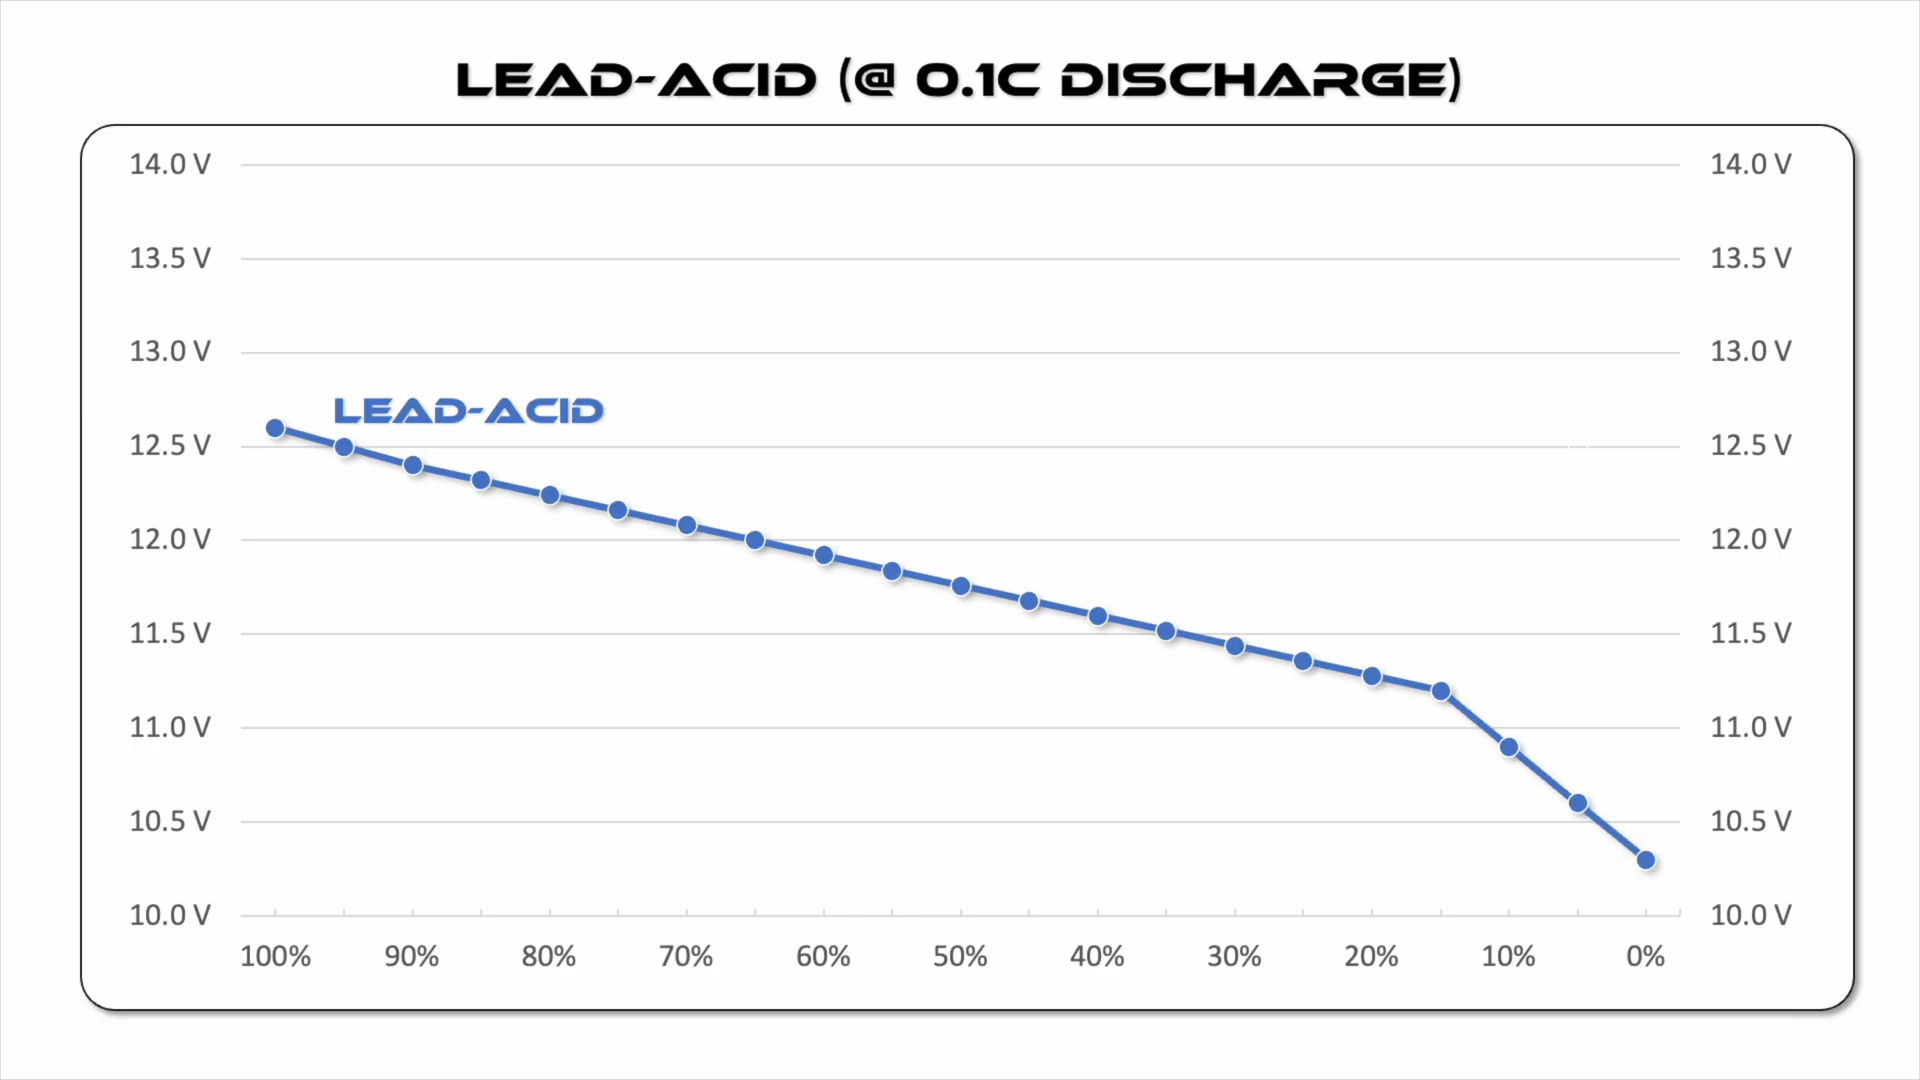 LEAD-ACID (@ 0.1C DISCHARGE)
14.0 V 14.0 V
13.5 V 13.5 V
13.0 V 13.0 V
LEAD-ACID
12.5 V 12.5 V
12.0 V 12.0 V
11.5 V 11.5 V
11.0 V 11.0 V
10.5 V 10.5 V
10.0 V 10.0 V
100% 90% 80% 70% 60% 50% 40% 30% 20% 10% 0%